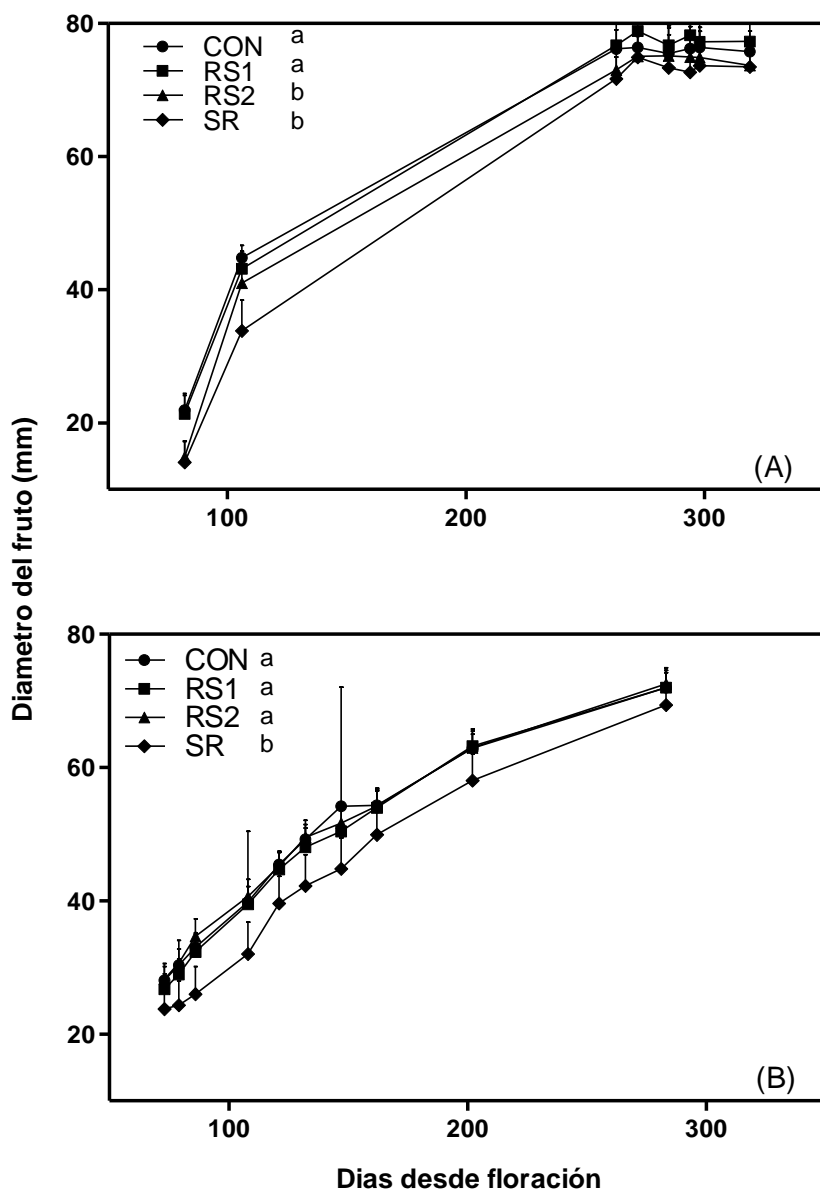 80
60
40
20
CON a
RS1 a
RS2 b
SR b
(A)
100 200 300
Diametro del fruto (mm)
80
60
40
20
CON a
RS1 a
RS2 a
SR b
(B)
100 200 300
Dias desde floración